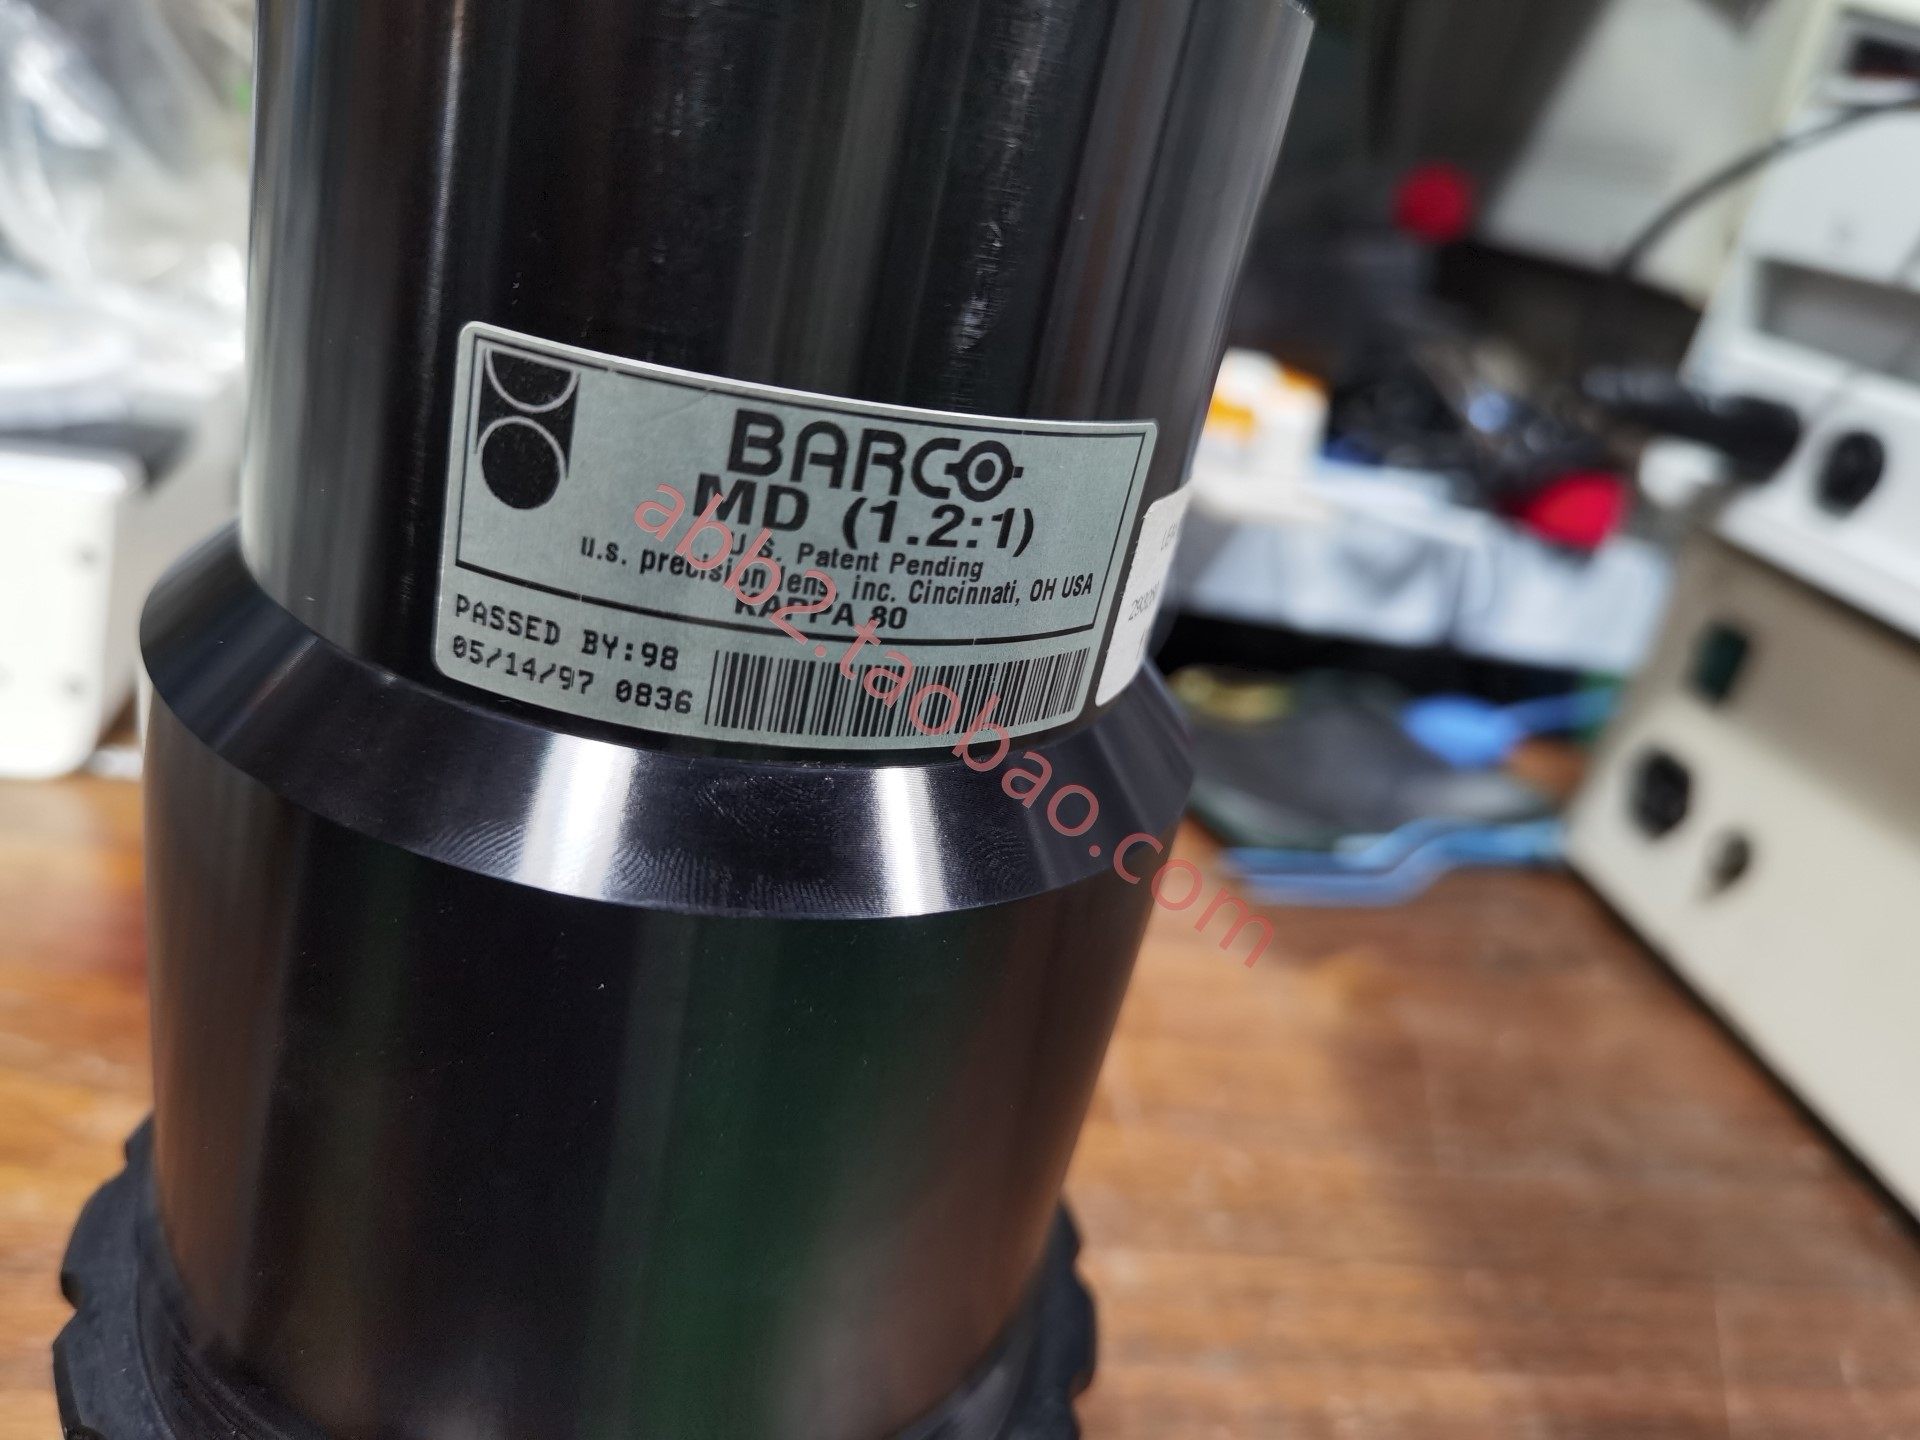 BARCO
MD (1.2:1)
U.S. Patent Pending
u.s. precision lens, inc. Cincinnati, OH USA
KAPPA 80
PASSED BY:98
05/14/97 0836
abb2.taobao.com